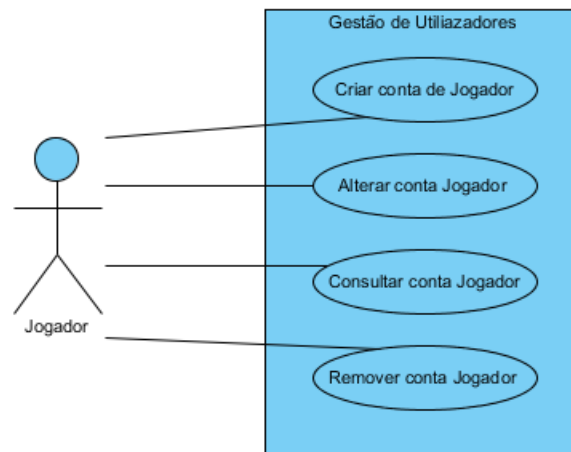 Gestão de Utiliazadores
Criar conta de Jogador
Alterar conta Jogador
Consultar conta Jogador
Jogador
Remover conta Jogador